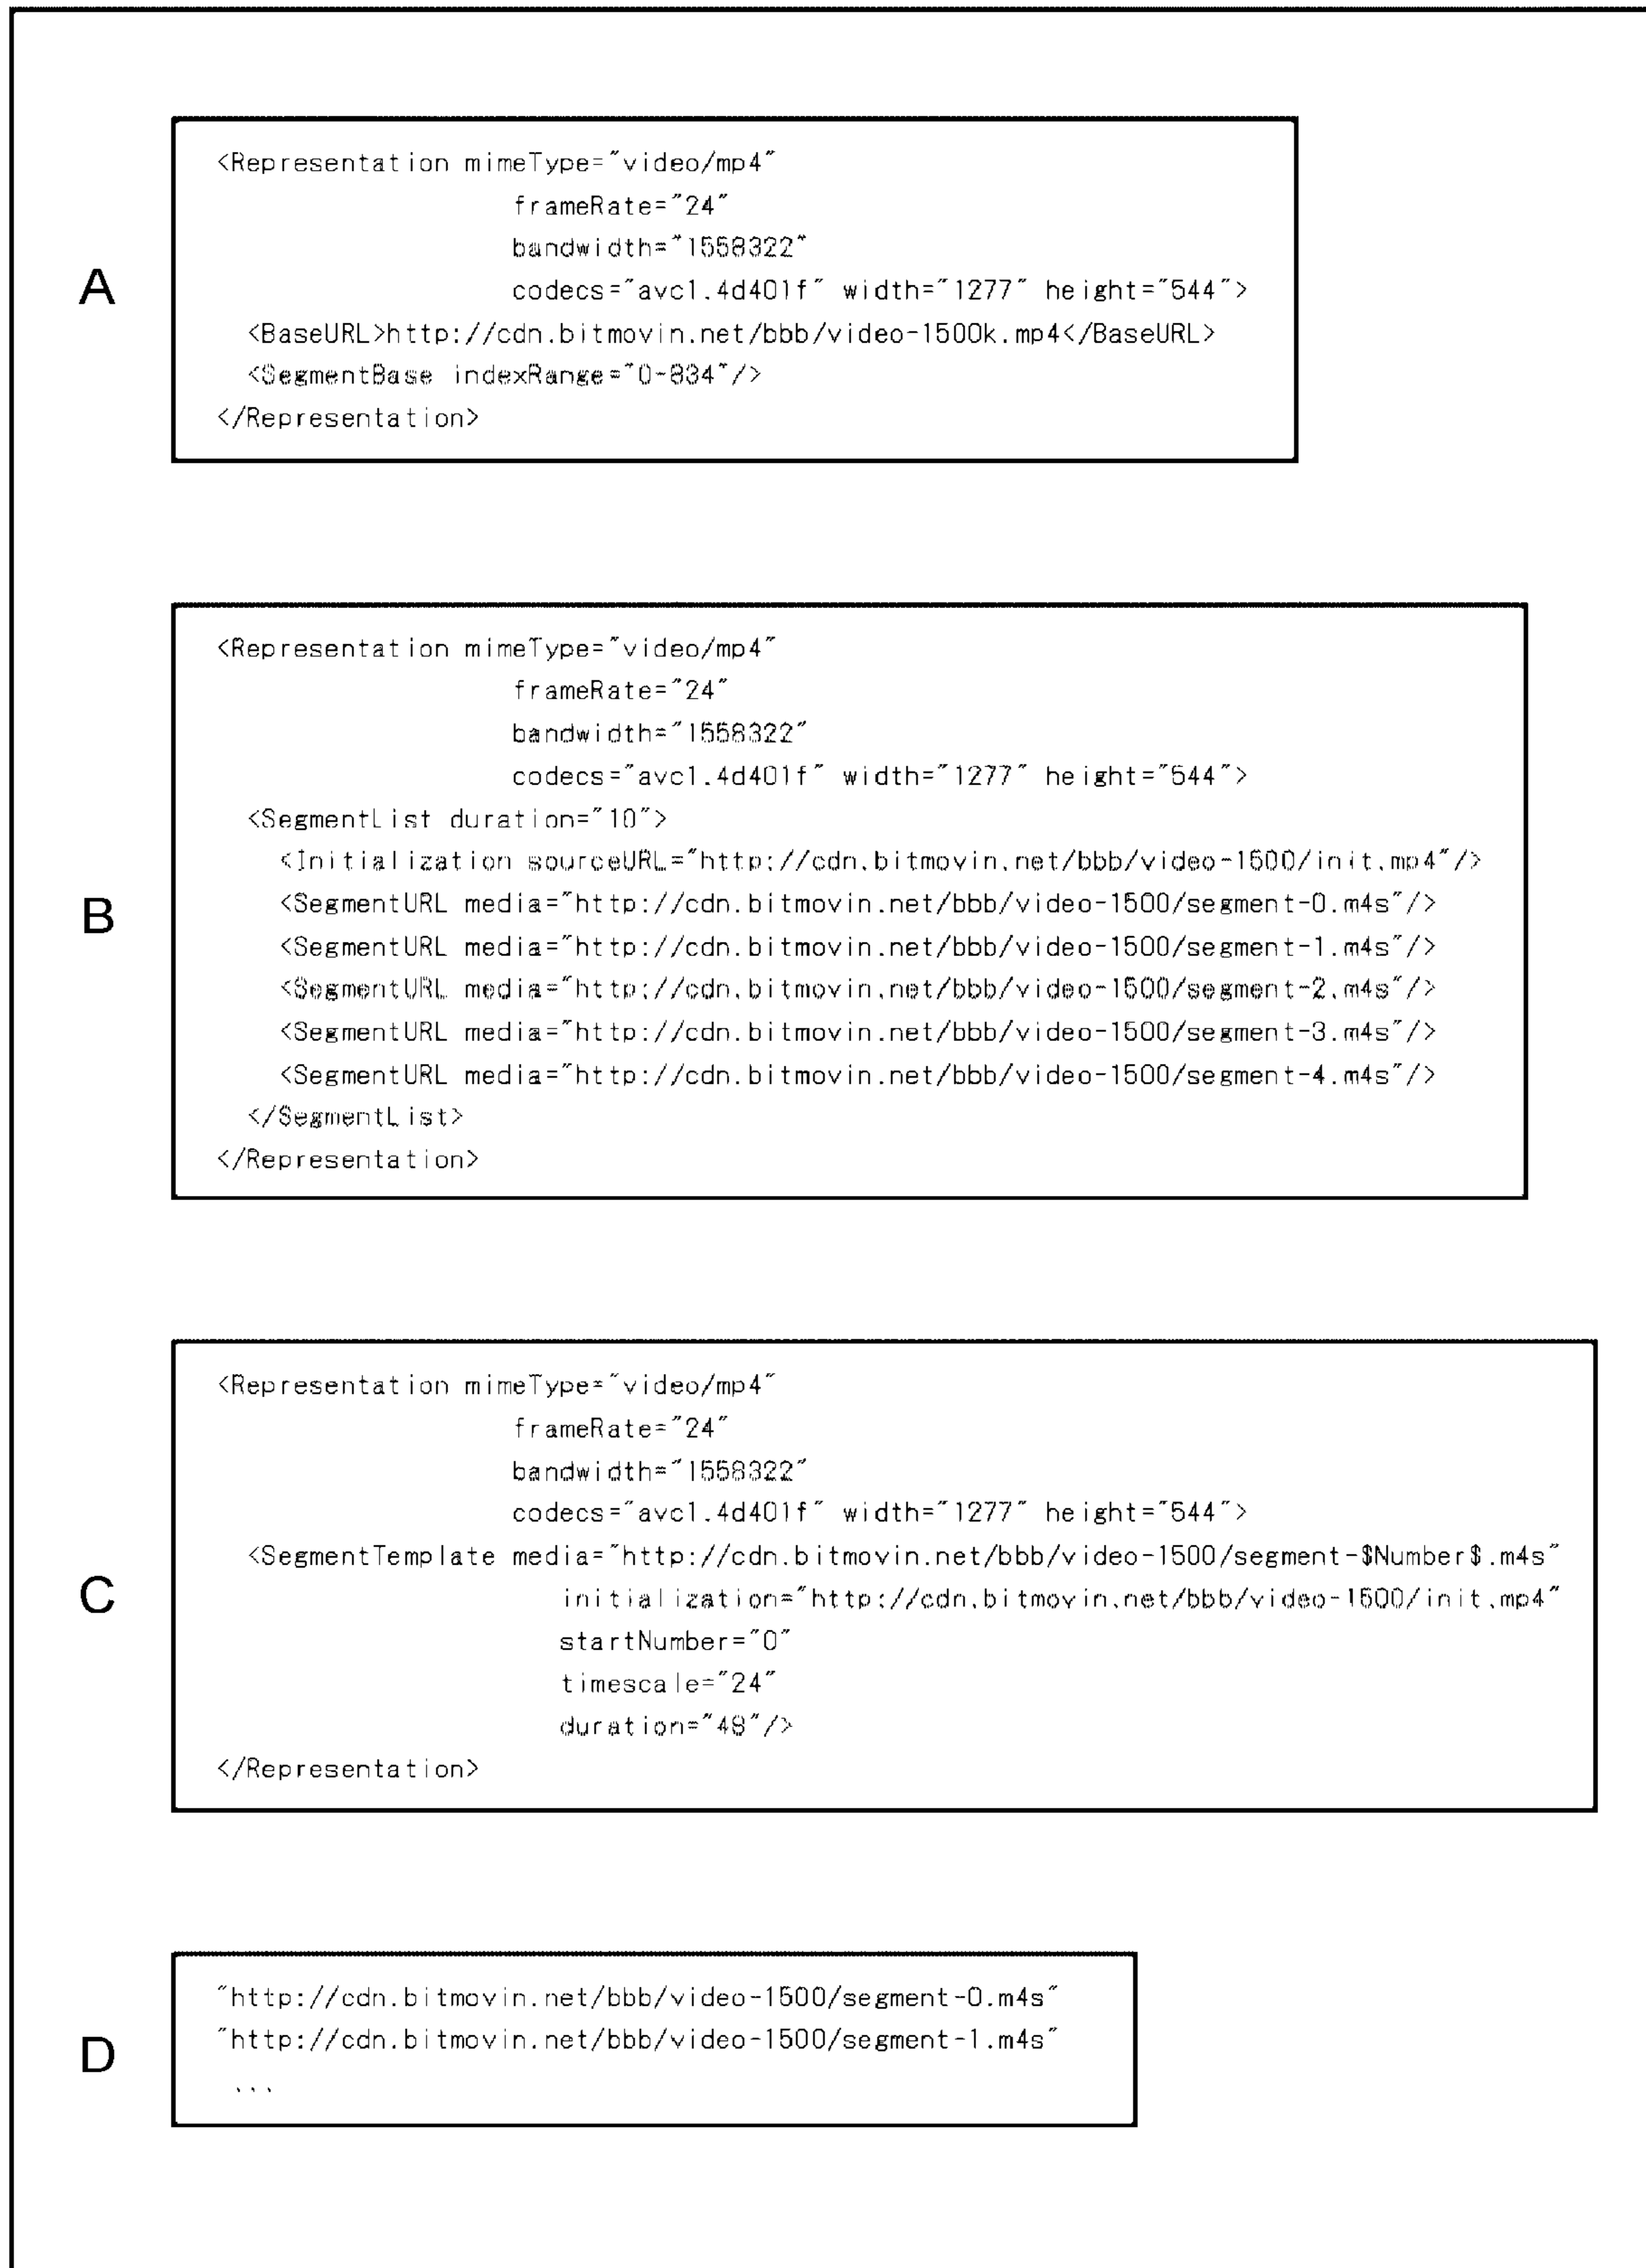 A
<Representation mimeType="video/mp4"
frameRate="24"
bandwidth="1558322"
codecs="avc1.4d401f" width="1277" height="544">
<BaseURL>http://cdn.bitmovin.net/bbb/video-1500k.mp4</BaseURL>
<SegmentBase indexRange="0-834"/>
</Representation>
B
<Representation mimeType="video/mp4"
frameRate="24"
bandwidth="1558322"
codecs="avc1.4d401f" width="1277" height="544">
<SegmentList duration="10">
<Initialization sourceURL="http://cdn.bitmovin.net/bbb/video-1500/init.mp4"/>
<SegmentURL media="http://cdn.bitmovin.net/bbb/video-1500/segment-0.m4s"/>
<SegmentURL media="http://cdn.bitmovin.net/bbb/video-1500/segment-1.m4s"/>
<SegmentURL media="http://cdn.bitmovin.net/bbb/video-1500/segment-2.m4s"/>
<SegmentURL media="http://cdn.bitmovin.net/bbb/video-1500/segment-3.m4s"/>
<SegmentURL media="http://cdn.bitmovin.net/bbb/video-1500/segment-4.m4s"/>
</SegmentList>
</Representation>
C
<Representation mimeType="video/mp4"
frameRate="24"
bandwidth="1558322"
codecs="avc1.4d401f" width="1277" height="544">
<SegmentTemplate media="http://cdn.bitmovin.net/bbb/video-1500/segment-$Number$.m4s"
initialization="http://cdn.bitmovin.net/bbb/video-1500/init.mp4"
startNumber="0"
timescale="24"
duration="48"/>
</Representation>
D
"http://cdn.bitmovin.net/bbb/video-1500/segment-0.m4s"
"http://cdn.bitmovin.net/bbb/video-1500/segment-1.m4s"
...